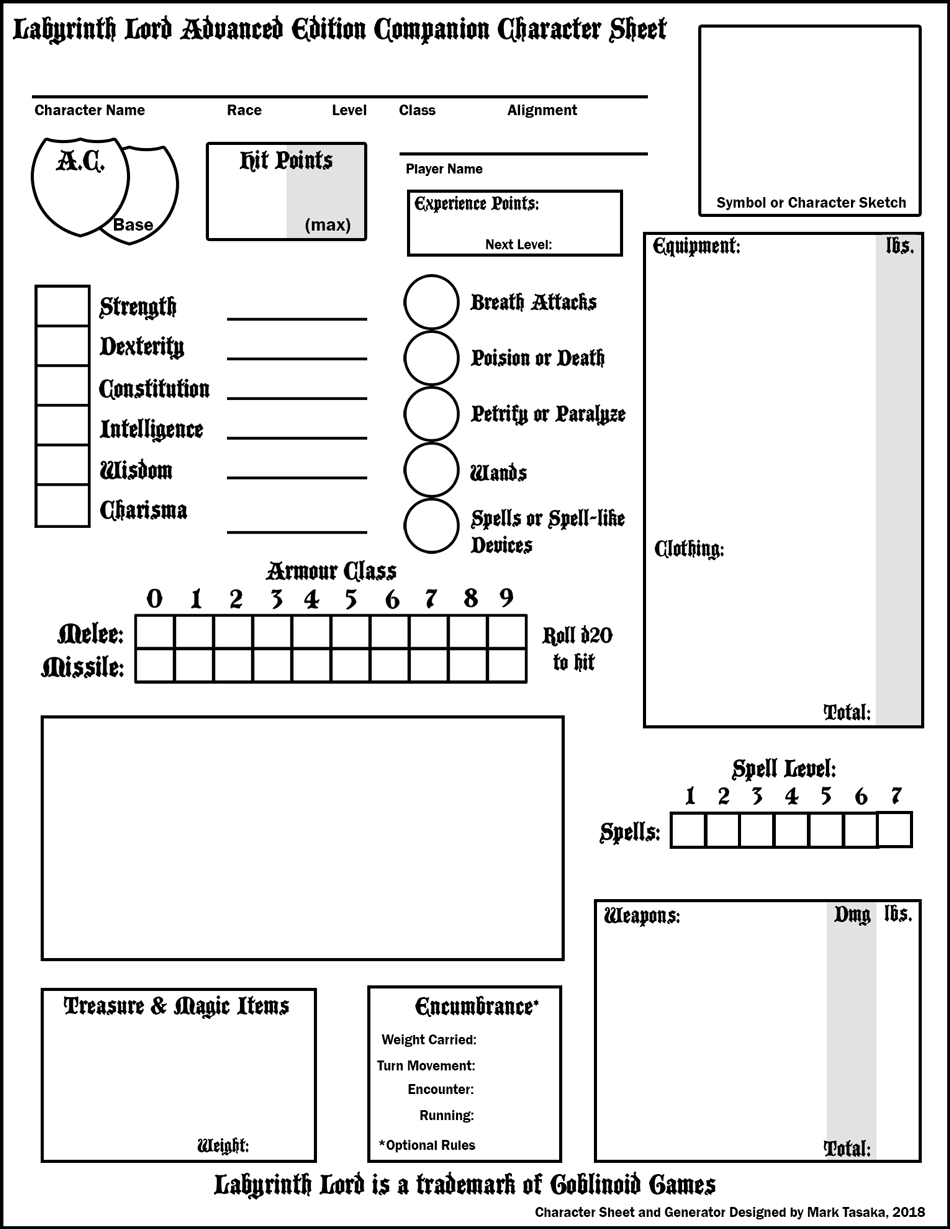 Labyrinth Lord Advanced Edition Companion Character Sheet
Character Name Race Level Class Alignment
Player Name
Symbol or Character Sketch
A.C.
Base
Hit Points
(max)
Experience Points:
Next Level:
Equipment: lbs.
Clothing:
Total:
Strength
Dexterity
Constitution
Intelligence
Wisdom
Charisma
Breath Attacks
Poision or Death
Petrify or Paralyze
Wands
Spells or Spell-like
Devices
Armour Class
0 1 2 3 4 5 6 7 8 9
Melee:
Missile:
Roll d20
to hit
Spell Level:
1 2 3 4 5 6 7
Spells:
Weapons: Dmg lbs.
Total:
Treasure & Magic Items
Weight:
Encumbrance*
Weight Carried:
Turn Movement:
Encounter:
Running:
*Optional Rules
Labyrinth Lord is a trademark of Goblinoid Games
Character Sheet and Generator Designed by Mark Tasaka, 2018